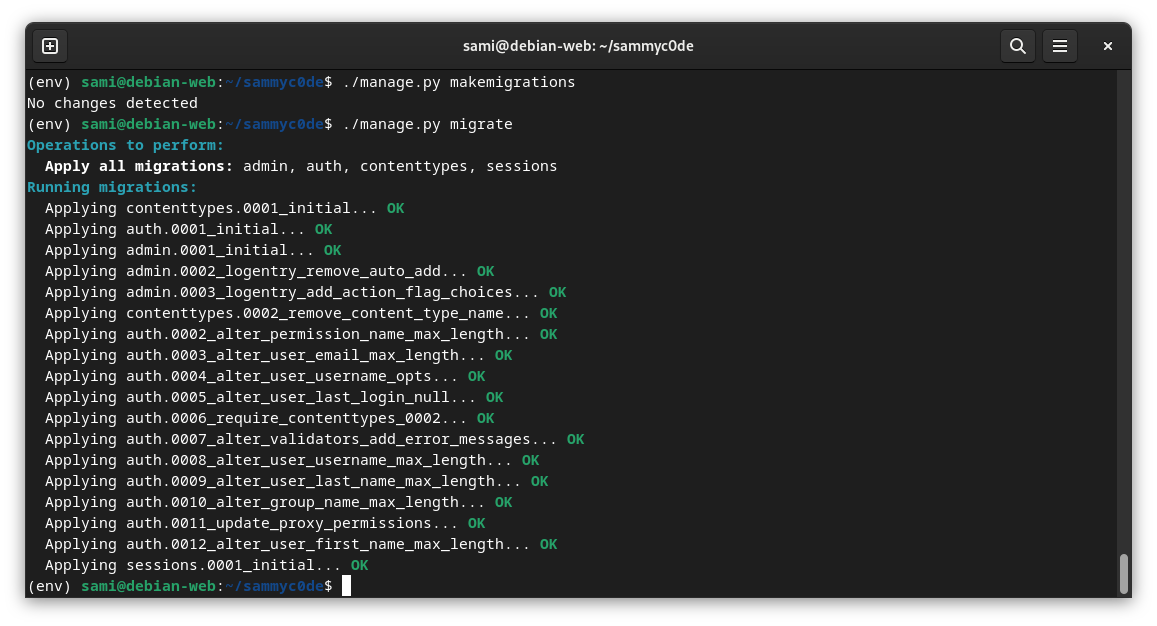 sami@debian-web: ~/sammyc0de
(env) sami@debian-web:~/sammyc0de$ ./manage.py makemigrations
No changes detected
(env) sami@debian-web:~/sammyc0de$ ./manage.py migrate
Operations to perform:
  Apply all migrations: admin, auth, contenttypes, sessions
Running migrations:
  Applying contenttypes.0001_initial... OK
  Applying auth.0001_initial... OK
  Applying admin.0001_initial... OK
  Applying admin.0002_logentry_remove_auto_add... OK
  Applying admin.0003_logentry_add_action_flag_choices... OK
  Applying contenttypes.0002_remove_content_type_name... OK
  Applying auth.0002_alter_permission_name_max_length... OK
  Applying auth.0003_alter_user_email_max_length... OK
  Applying auth.0004_alter_user_username_opts... OK
  Applying auth.0005_alter_user_last_login_null... OK
  Applying auth.0006_require_contenttypes_0002... OK
  Applying auth.0007_alter_validators_add_error_messages... OK
  Applying auth.0008_alter_user_username_max_length... OK
  Applying auth.0009_alter_user_last_name_max_length... OK
  Applying auth.0010_alter_group_name_max_length... OK
  Applying auth.0011_update_proxy_permissions... OK
  Applying auth.0012_alter_user_first_name_max_length... OK
  Applying sessions.0001_initial... OK
(env) sami@debian-web:~/sammyc0de$